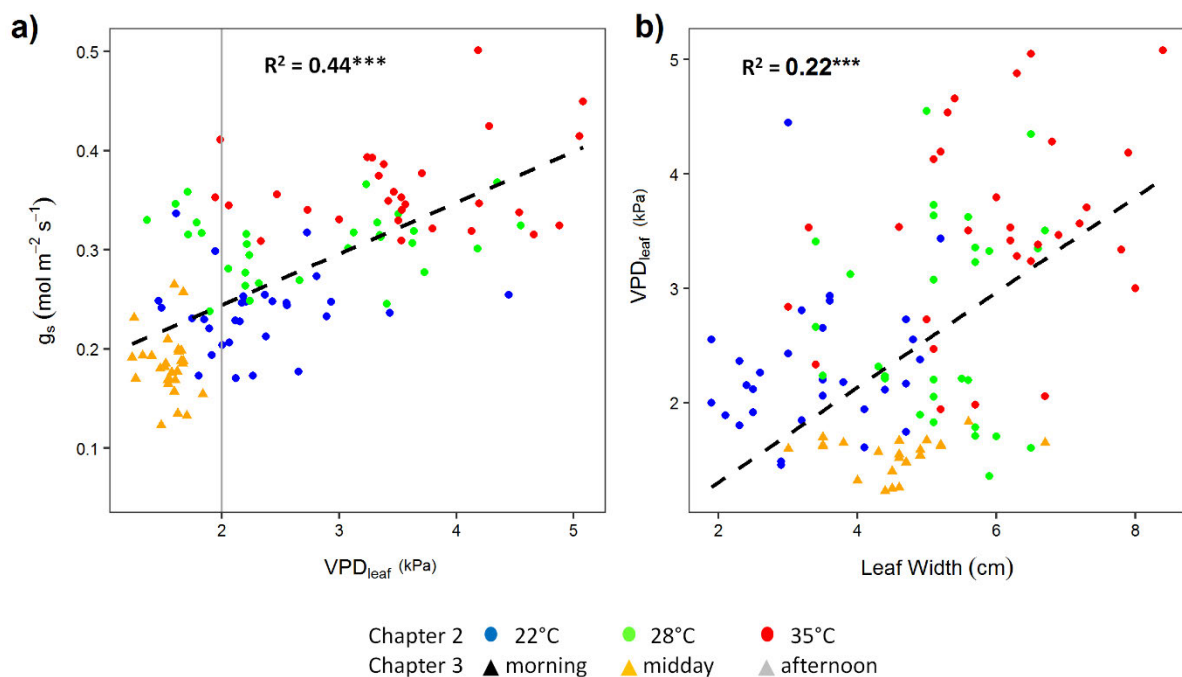 a)
R² = 0.44***
0.5
0.4
0.3
0.2
0.1
gₛ (mol m⁻² s⁻¹)
2
3
4
5
VPDleaf (kPa)
b)
R² = 0.22***
5
4
3
2
VPDleaf (kPa)
2
4
6
8
Leaf Width (cm)
Chapter 2 22°C 28°C 35°C
Chapter 3 morning midday afternoon